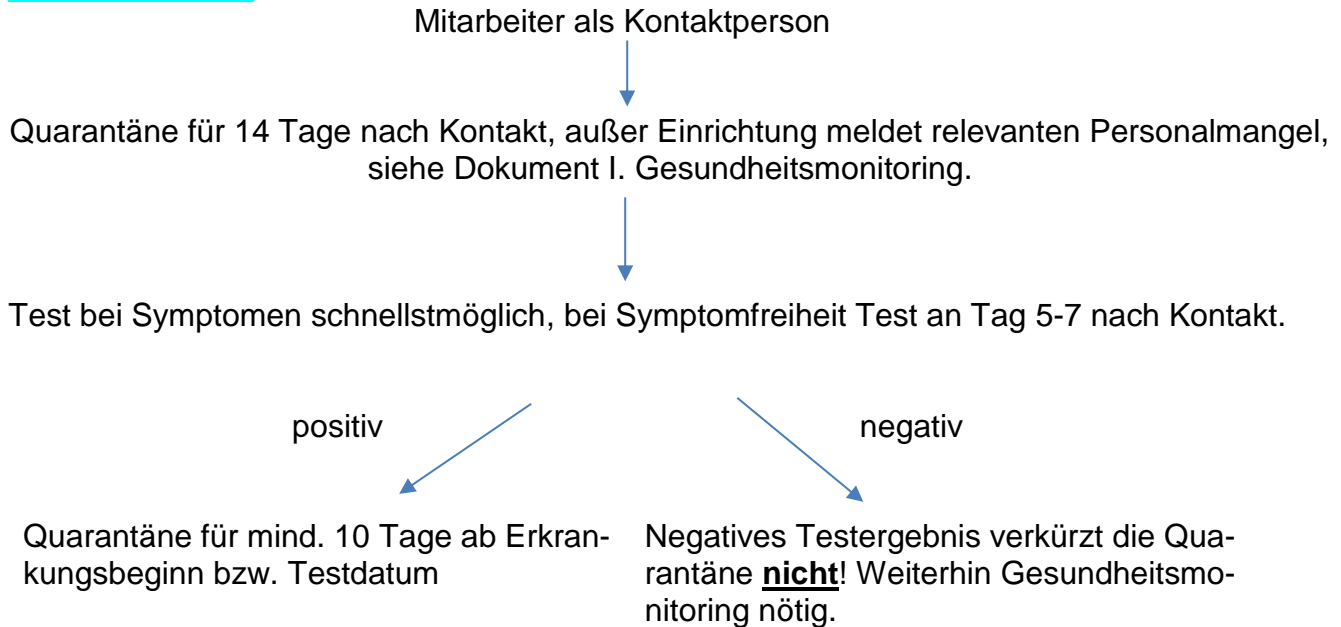 Mitarbeiter als Kontaktperson
Quarantäne für 14 Tage nach Kontakt, außer Einrichtung meldet relevanten Personalmangel,
siehe Dokument I. Gesundheitsmonitoring.
Test bei Symptomen schnellstmöglich, bei Symptomfreiheit Test an Tag 5-7 nach Kontakt.
positiv
negativ
Quarantäne für mind. 10 Tage ab Erkran-
kungsbeginn bzw. Testdatum
Negatives Testergebnis verkürzt die Qua-
rantäne nicht! Weiterhin Gesundheitsmo-
nitoring nötig.